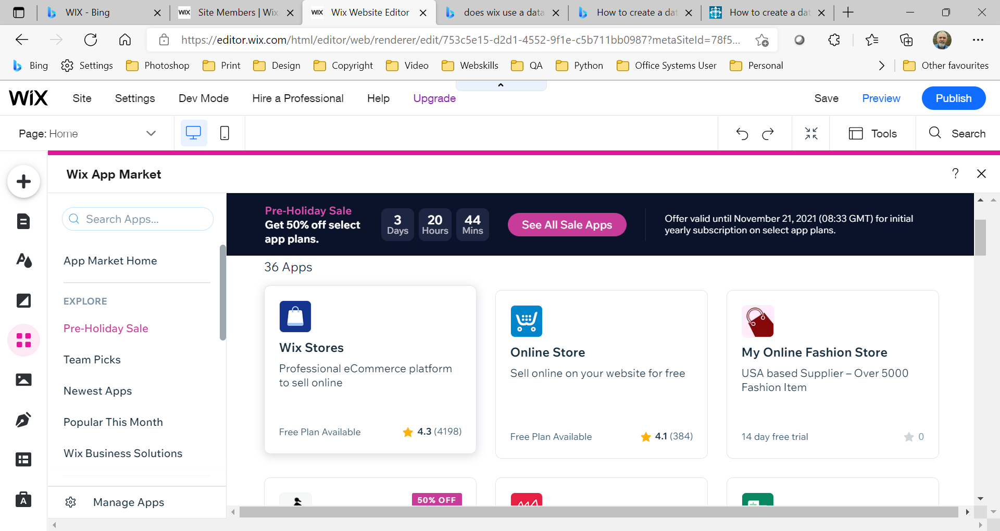 WIX - Bing
WIX Site Members | Wix
WIX Wix Website Editor
does wix use a data
How to create a dat
How to create a dat
https://editor.wix.com/html/editor/web/renderer/edit/753c5e15-d2d1-4552-9f1e-c5b711bb0987?metaSiteId=78f5...
Bing Settings Photoshop Print Design Copyright Video Webskills QA Python Office Systems User Personal Other favourites
WiX Site Settings Dev Mode Hire a Professional Help Upgrade Save Preview Publish
Page: Home Tools Search
Wix App Market ?
Search Apps...
App Market Home
EXPLORE
Pre-Holiday Sale
Team Picks
Newest Apps
Popular This Month
Wix Business Solutions
Manage Apps
A
Pre-Holiday Sale
Get 50% off select
app plans.
3 Days
20 Hours
44 Mins
See All Sale Apps
Offer valid until November 21, 2021 (08:33 GMT) for initial
yearly subscription on select app plans.
36 Apps
Wix Stores
Professional eCommerce platform
to sell online
Free Plan Available 4.3 (4198)
Online Store
Sell online on your website for free
Free Plan Available 4.1 (384)
My Online Fashion Store
USA based Supplier – Over 5000
Fashion Item
14 day free trial 0
50% OFF